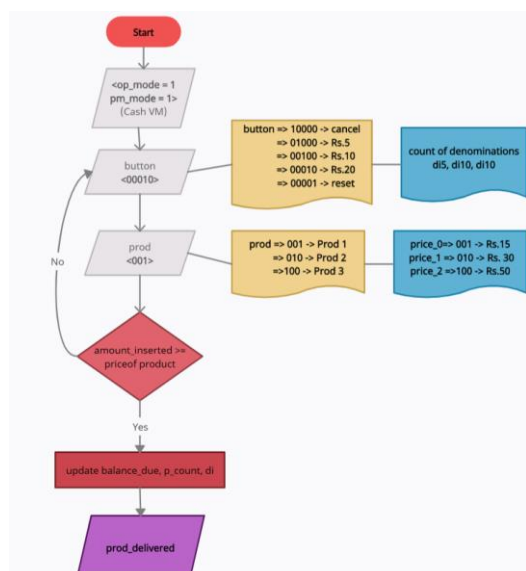 Start
<op_mode = 1
pm_mode = 1>
(Cash VM)
button
<00010>
button => 10000 -> cancel
=> 01000 -> Rs.5
=> 00100 -> Rs.10
=> 00010 -> Rs.20
=> 00001 -> reset
count of denominations
di5, di10, di10
No
prod
<001>
prod => 001 -> Prod 1
=> 010 -> Prod 2
=>100 -> Prod 3
price_0=> 001 -> Rs.15
price_1 => 010 -> Rs. 30
price_2 =>100 -> Rs.50
amount_inserted >=
priceof product
Yes
update balance_due, p_count, di
prod_delivered